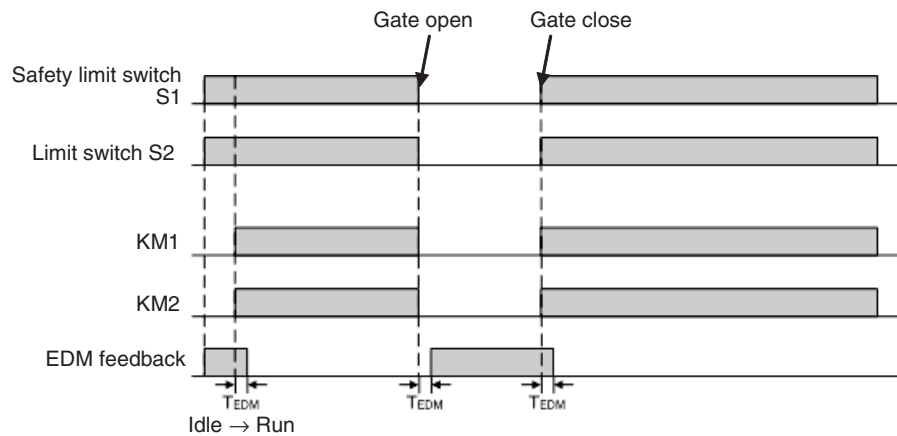 Gate open
Gate close
Safety limit switch
S1
Limit switch S2
KM1
KM2
EDM feedback
TEDM
TEDM
TEDM
Idle → Run